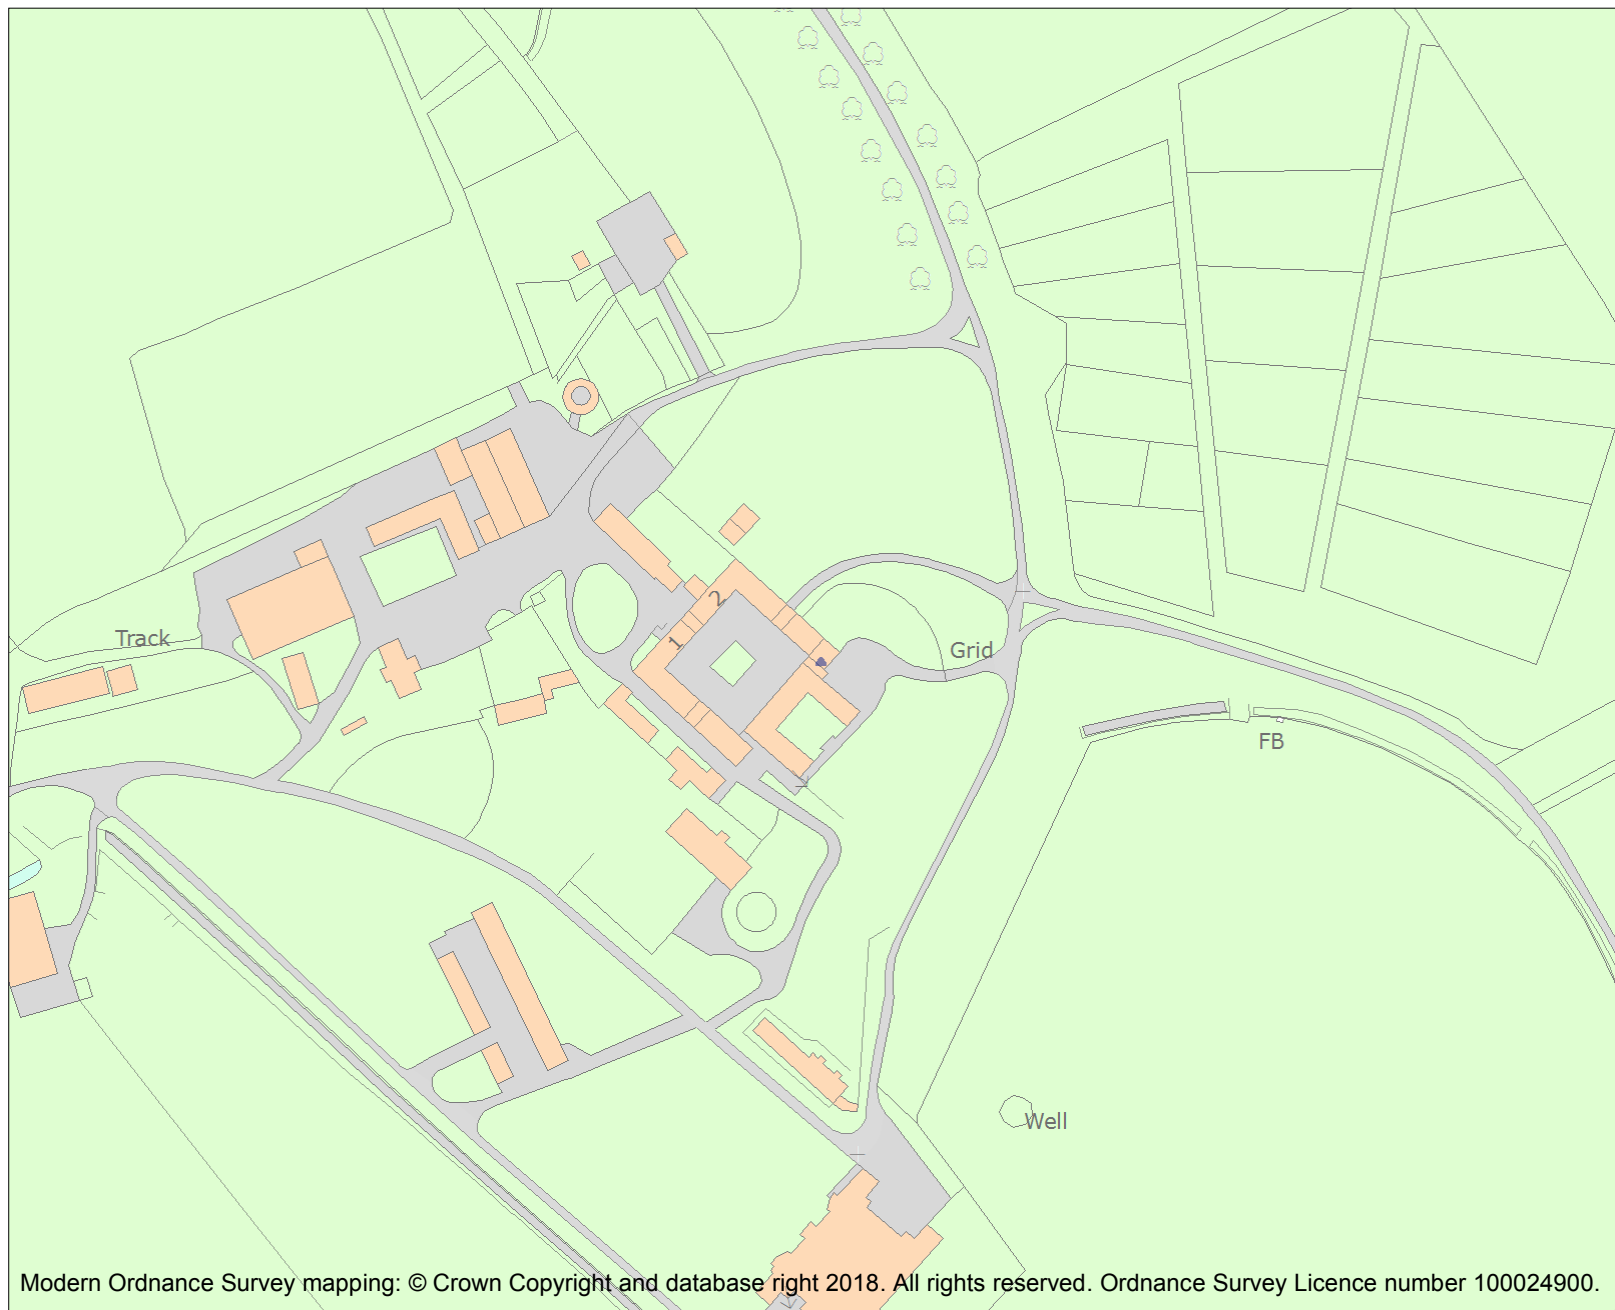 2
1
Track
Grid
FB
Well
Modern Ordnance Survey mapping: © Crown Copyright and database right 2018. All rights reserved. Ordnance Survey Licence number 100024900.